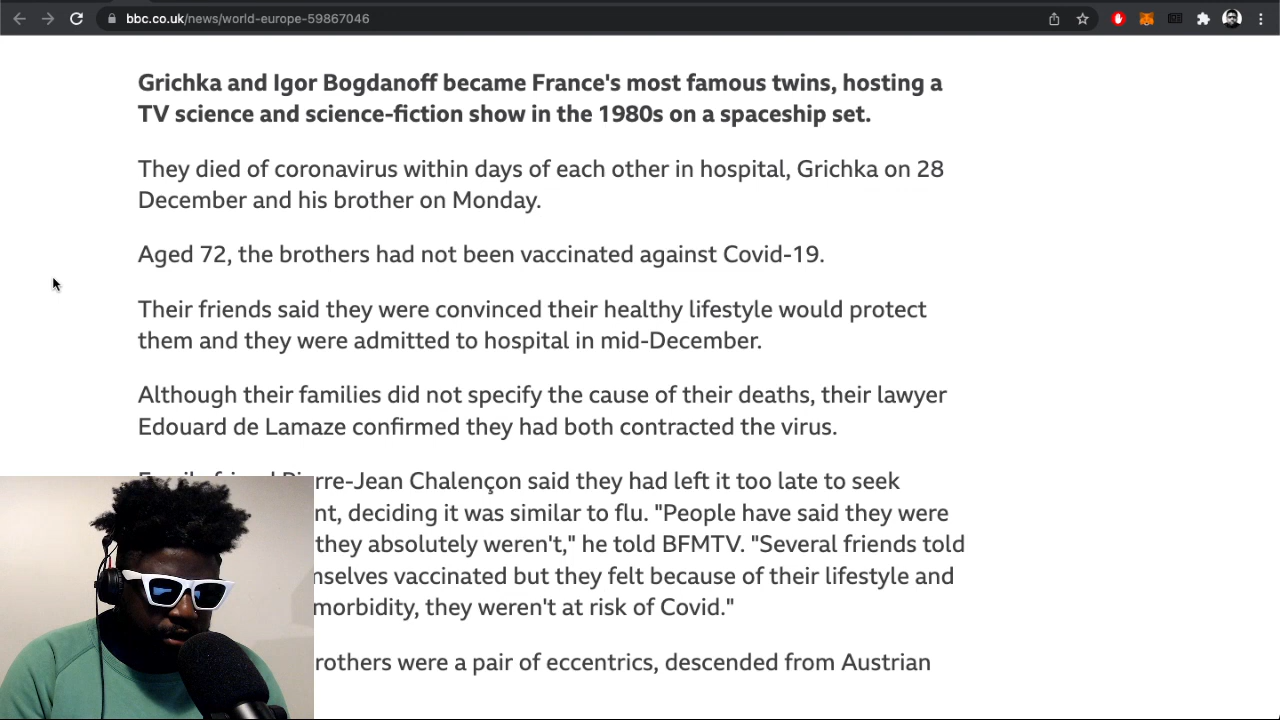 bbc.co.uk/news/world-europe-59867046
Grichka and Igor Bogdanoff became France's most famous twins, hosting a
TV science and science-fiction show in the 1980s on a spaceship set.
They died of coronavirus within days of each other in hospital, Grichka on 28
December and his brother on Monday.
Aged 72, the brothers had not been vaccinated against Covid-19.
Their friends said they were convinced their healthy lifestyle would protect
them and they were admitted to hospital in mid-December.
Although their families did not specify the cause of their deaths, their lawyer
Edouard de Lamaze confirmed they had both contracted the virus.
Jean Chalençon said they had left it too late to seek
deciding it was similar to flu. "People have said they were
they absolutely weren't," he told BFMTV. "Several friends told
vaccinated but they felt because of their lifestyle and
they weren't at risk of Covid."
were a pair of eccentrics, descended from Austrian